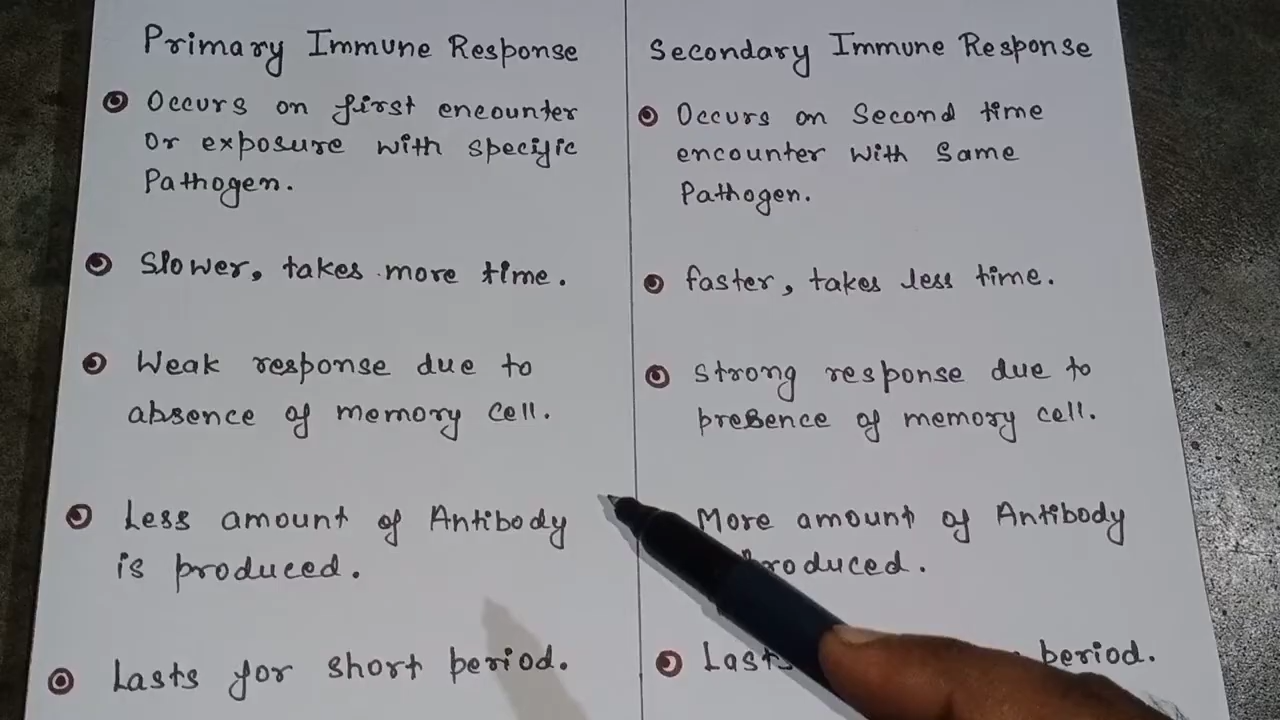 Primary Immune Response
Occurs on first encounter
or exposure with specific
Pathogen.
Slower, takes more time.
Weak response due to
absence of memory cell.
Less amount of Antibody
is produced.
Lasts for short period.
Secondary Immune Response
Occurs on Second time
encounter with Same
Pathogen.
faster, takes less time.
Strong response due to
presence of memory cell.
More amount of Antibody
produced.
Lasts period.